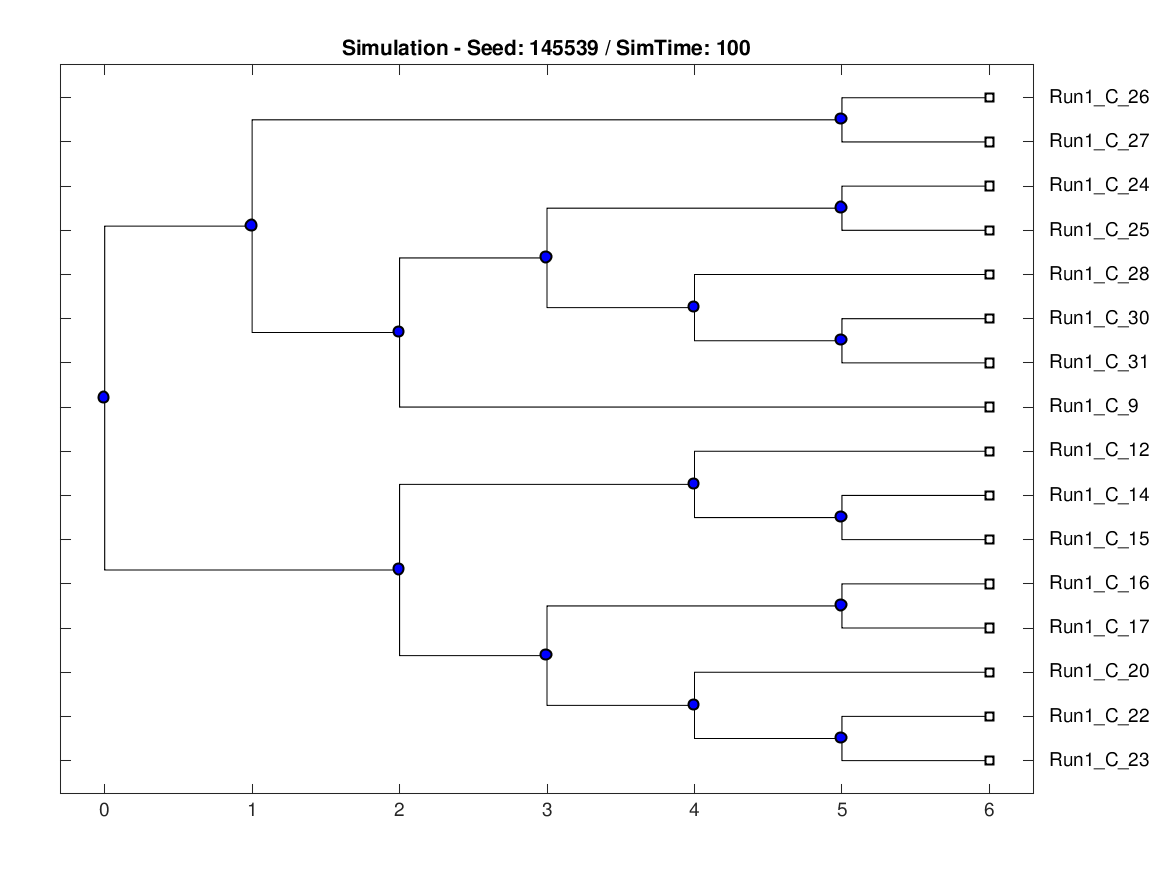 Simulation - Seed: 145539 / SimTime: 100
Run1_C_26
Run1_C_27
Run1_C_24
Run1_C_25
Run1_C_28
Run1_C_30
Run1_C_31
Run1_C_9
Run1_C_12
Run1_C_14
Run1_C_15
Run1_C_16
Run1_C_17
Run1_C_20
Run1_C_22
Run1_C_23
0 1 2 3 4 5 6